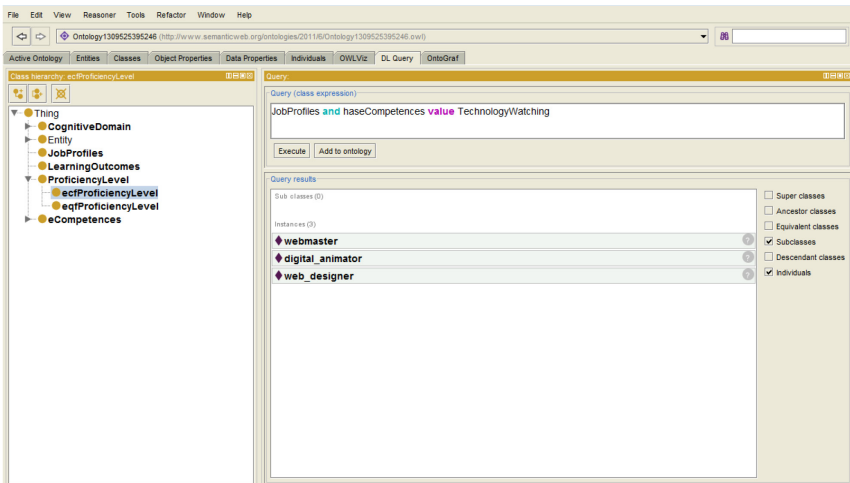 File Edit View Reasoner Tools Refactor Window Help
Ontology1309525395246 (http://www.semanticweb.org/ontologies/2011/6/Ontology1309525395246.owl)
Active Ontology Entities Classes Object Properties Data Properties Individuals OWLViz DL Query OntoGraf
Class hierarchy: ecfProficiencyLevel
Thing
CognitiveDomain
Entity
JobProfiles
LearningOutcomes
ProficiencyLevel
ecfProficiencyLevel
eqfProficiencyLevel
eCompetences
Query:
Query (class expression)
JobProfiles and haseCompetences value TechnologyWatching
Execute Add to ontology
Query results
Sub classes (0)
Instances (3)
webmaster ?
digital_animator ?
web_designer ?
Super classes
Ancestor classes
Equivalent classes
Subclasses
Descendant classes
Individuals